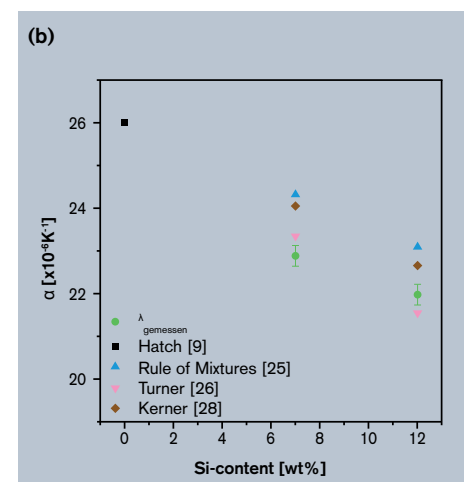 (b)
α [x10⁻⁶K⁻¹]
26
24
22
20
λ gemessen
Hatch [9]
Rule of Mixtures [25]
Turner [26]
Kerner [28]
0 2 4 6 8 10 12
Si-content [wt%]